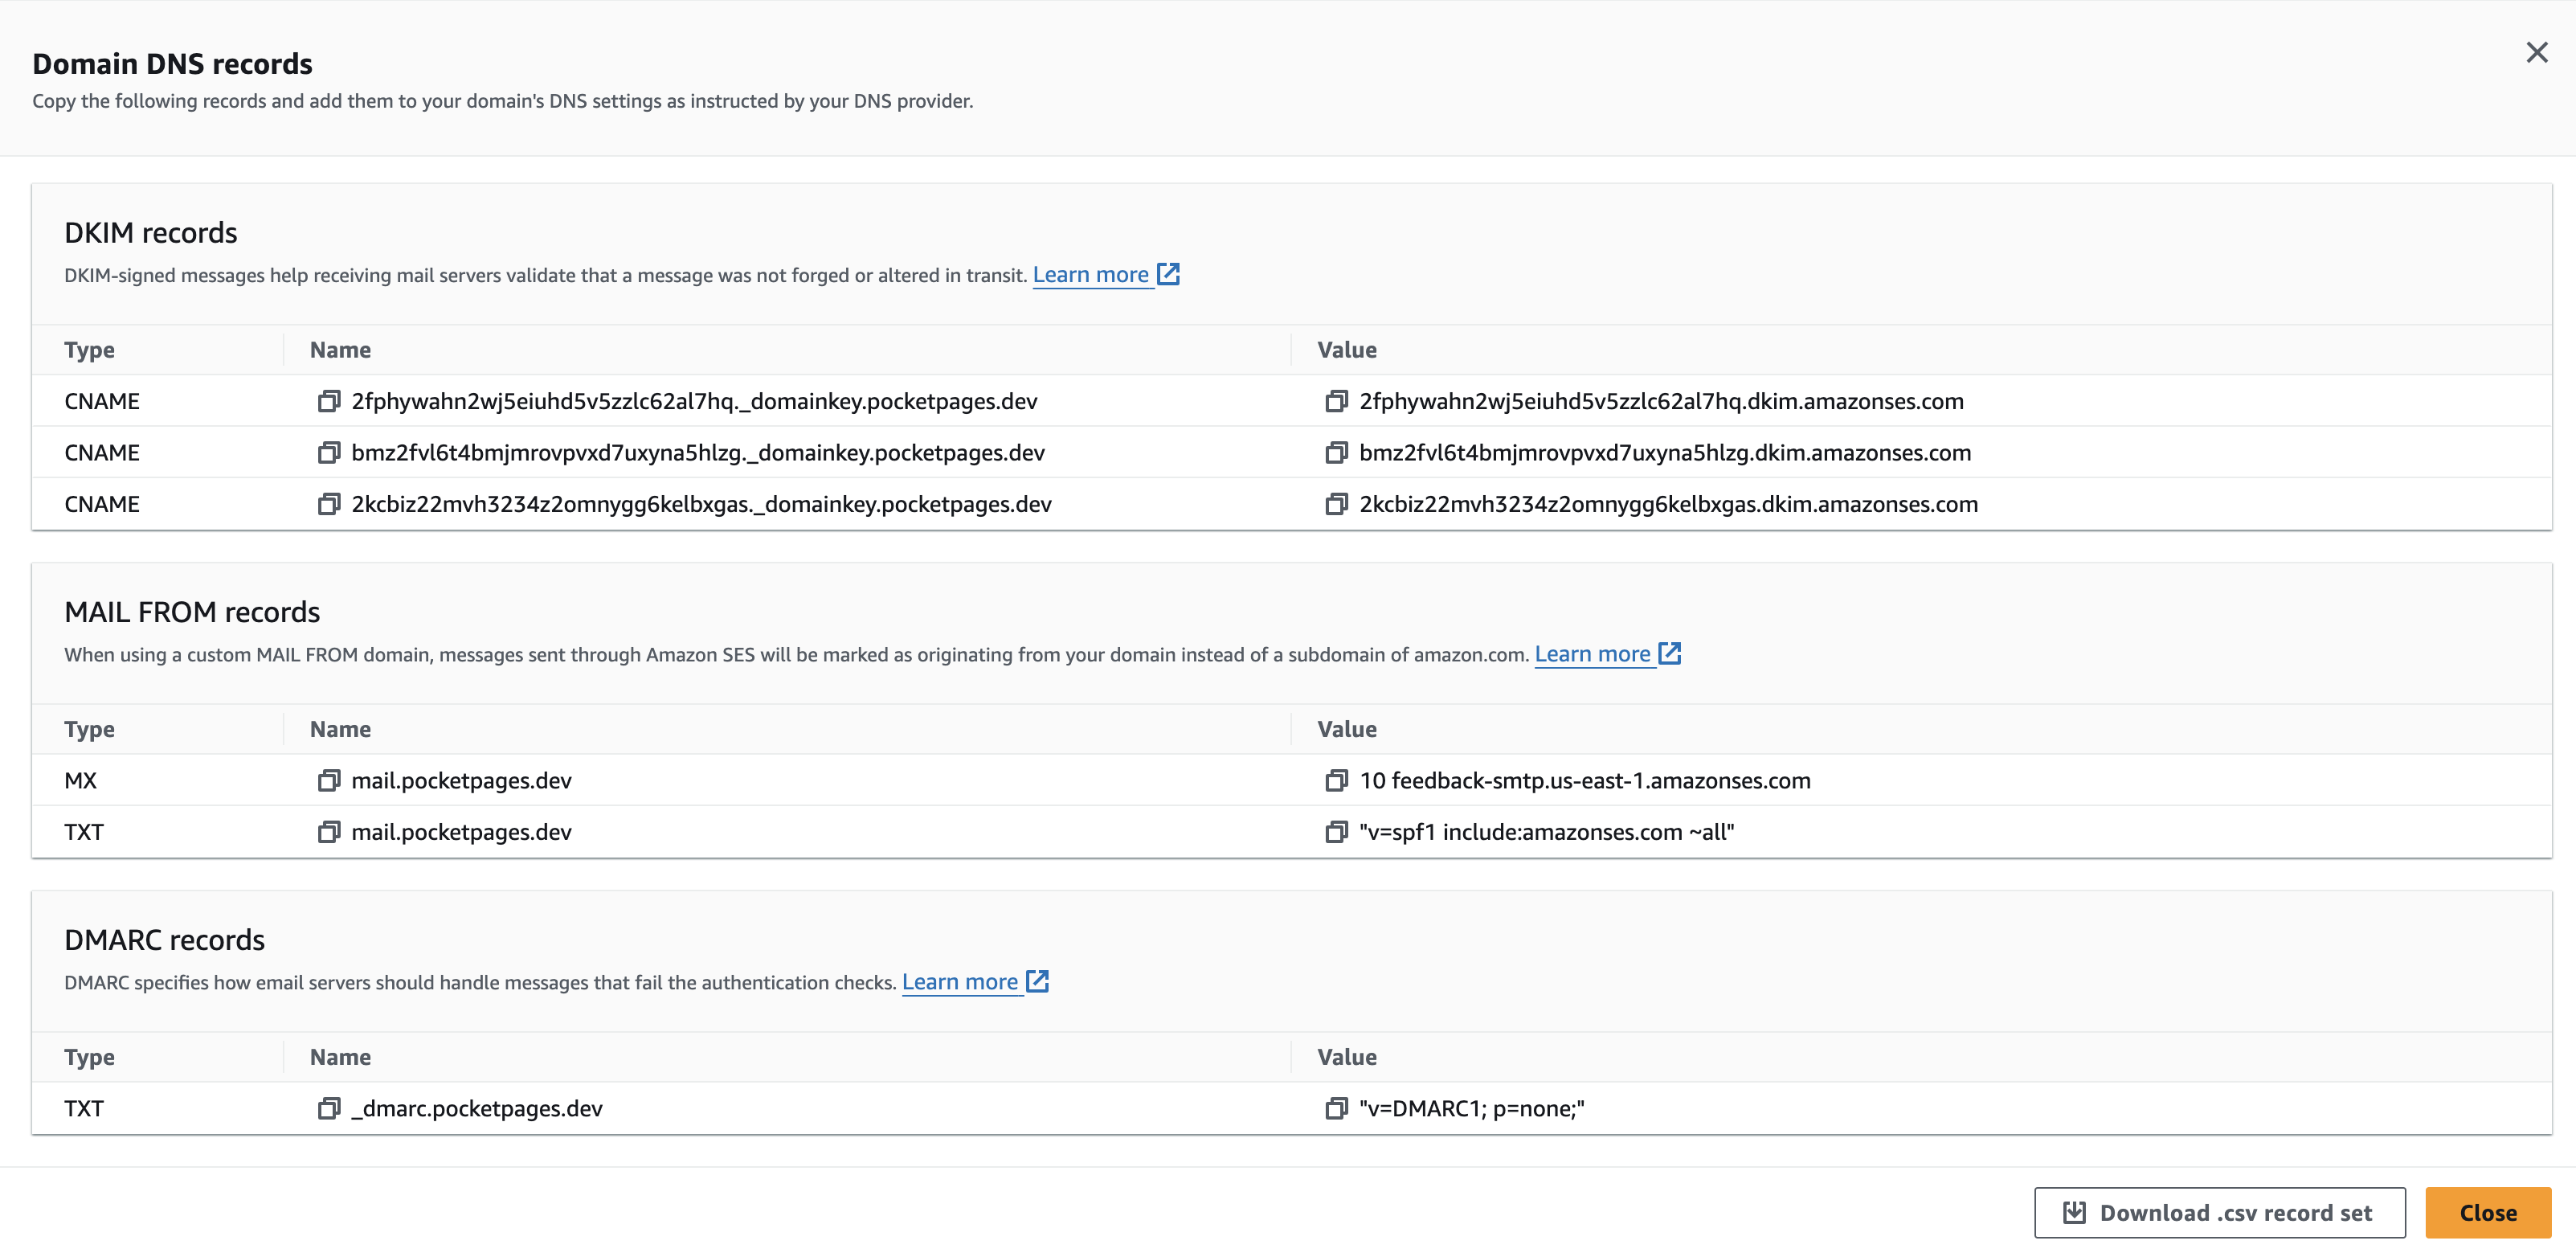 Domain DNS records
Copy the following records and add them to your domain's DNS settings as instructed by your DNS provider.
DKIM records
DKIM-signed messages help receiving mail servers validate that a message was not forged or altered in transit. Learn more
Type Name Value
CNAME 2fphywahn2wj5eiuhd5v5zzlc62al7hq._domainkey.pocketpages.dev 2fphywahn2wj5eiuhd5v5zzlc62al7hq.dkim.amazonses.com
CNAME bmz2fvl6t4bmjmrovpvxd7uxyna5hlzg._domainkey.pocketpages.dev bmz2fvl6t4bmjmrovpvxd7uxyna5hlzg.dkim.amazonses.com
CNAME 2kcbiz22mvh3234z2omnygg6kelbxgas._domainkey.pocketpages.dev 2kcbiz22mvh3234z2omnygg6kelbxgas.dkim.amazonses.com
MAIL FROM records
When using a custom MAIL FROM domain, messages sent through Amazon SES will be marked as originating from your domain instead of a subdomain of amazon.com. Learn more
Type Name Value
MX mail.pocketpages.dev 10 feedback-smtp.us-east-1.amazonses.com
TXT mail.pocketpages.dev "v=spf1 include:amazonses.com ~all"
DMARC records
DMARC specifies how email servers should handle messages that fail the authentication checks. Learn more
Type Name Value
TXT _dmarc.pocketpages.dev "v=DMARC1; p=none;"
Download .csv record set Close